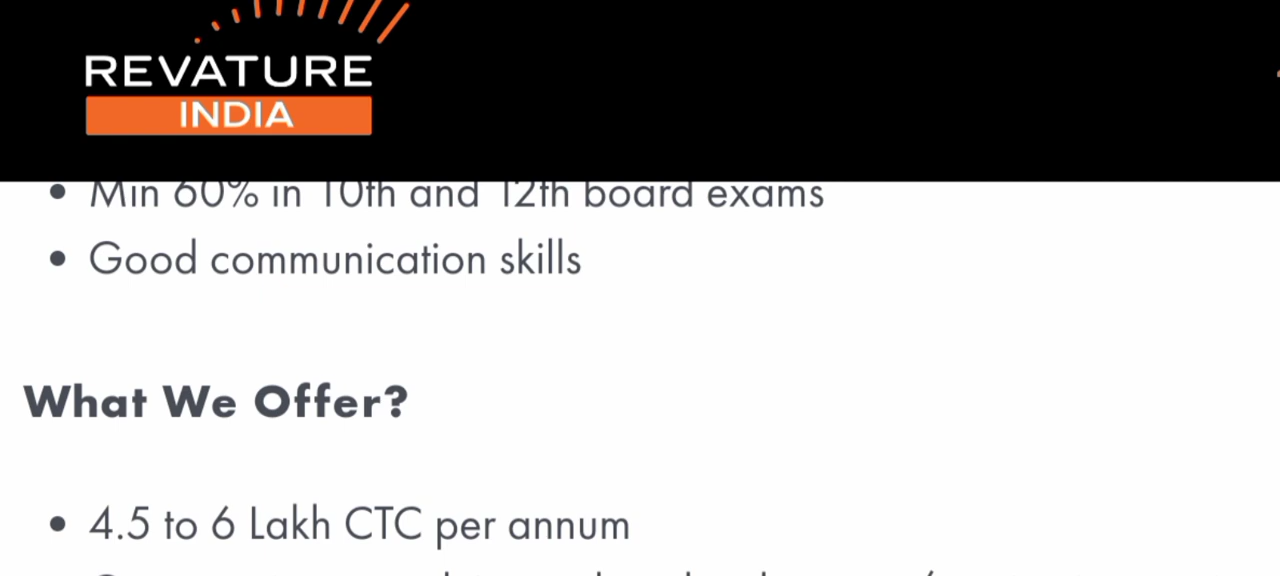 REVATURE
INDIA
Min 60% in 10th and 12th board exams
Good communication skills
What We Offer?
4.5 to 6 Lakh CTC per annum